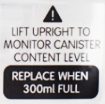 LIFT UPRIGHT TO
MONITOR CANISTER
CONTENT LEVEL
REPLACE WHEN
300ml FULL